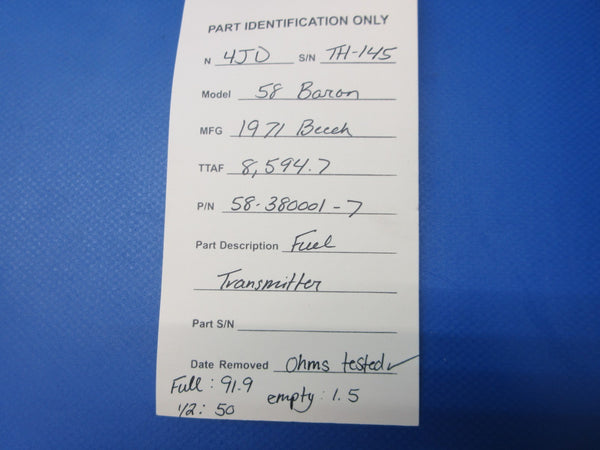 PART IDENTIFICATION ONLY
N 4JD S/N TH-145
Model 58 Baron
MFG 1971 Beech
TTAF 8,594.7
P/N 58-380001-7
Part Description Fuel
Transmitter
Part S/N
Date Removed Ohms tested✓
Full: 91.9
empty: 1.5
1/2: 50